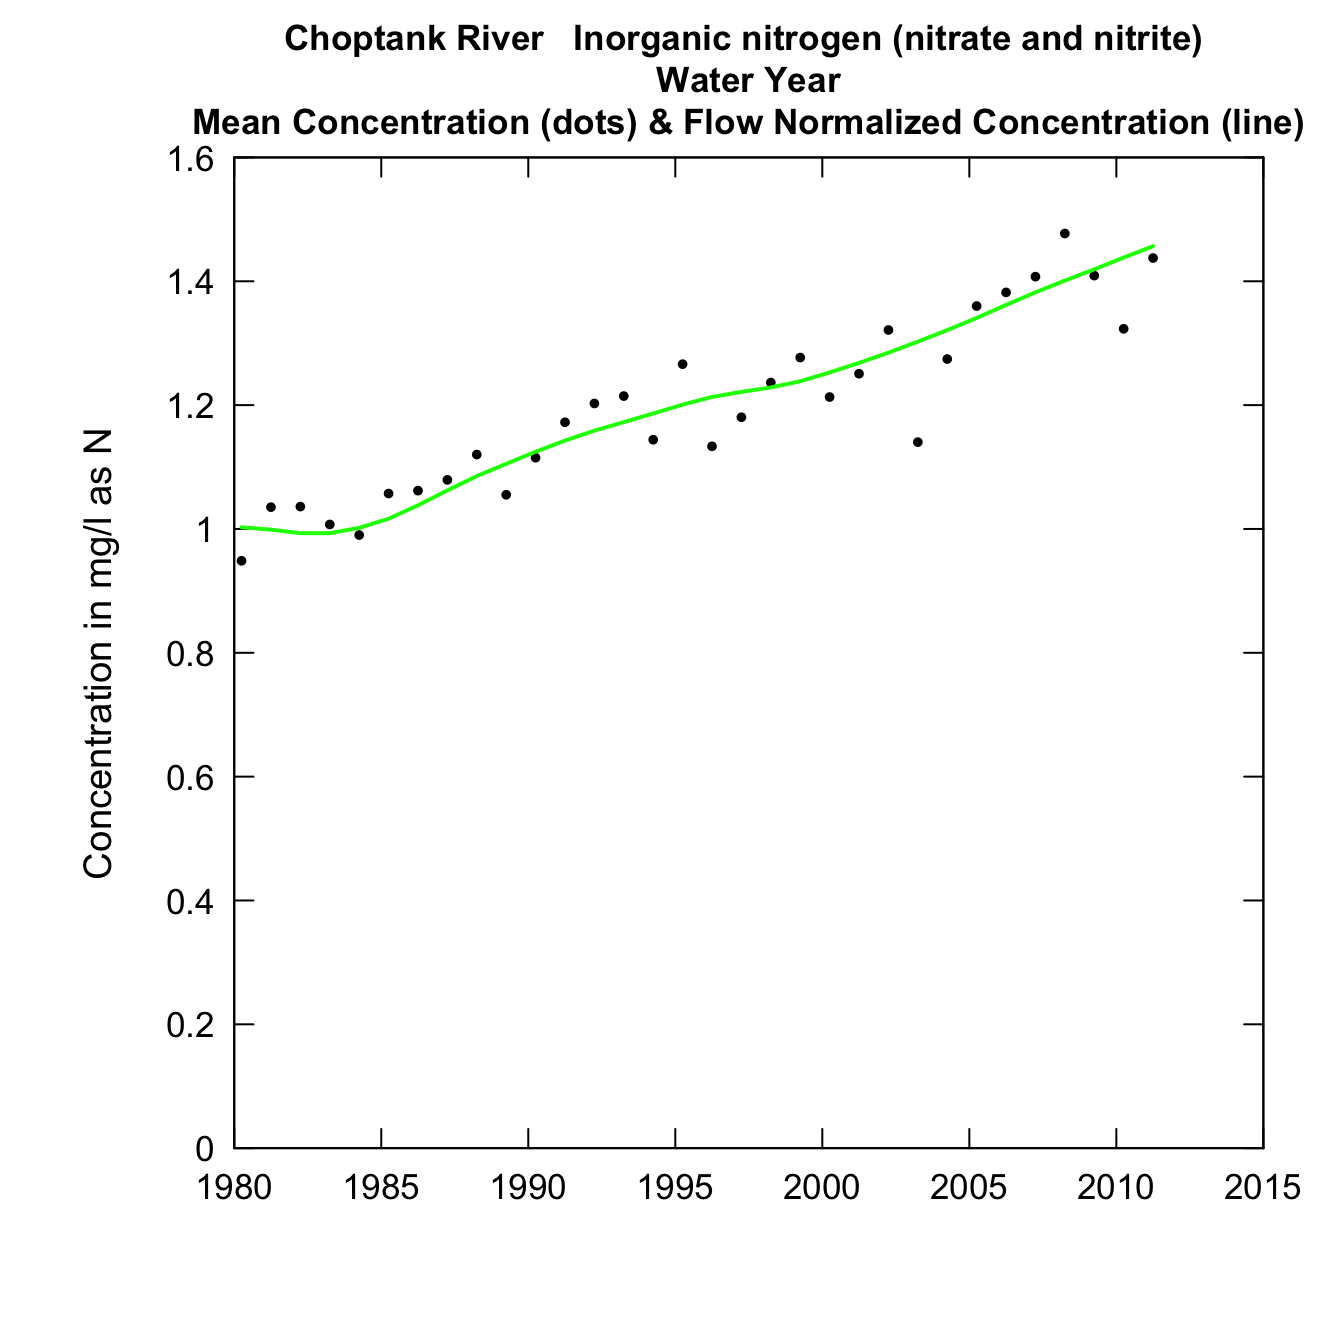 Choptank River   Inorganic nitrogen (nitrate and nitrite)
Water Year
Mean Concentration (dots) & Flow Normalized Concentration (line)
Concentration in mg/l as N
1.6
1.4
1.2
1
0.8
0.6
0.4
0.2
0
1980 1985 1990 1995 2000 2005 2010 2015